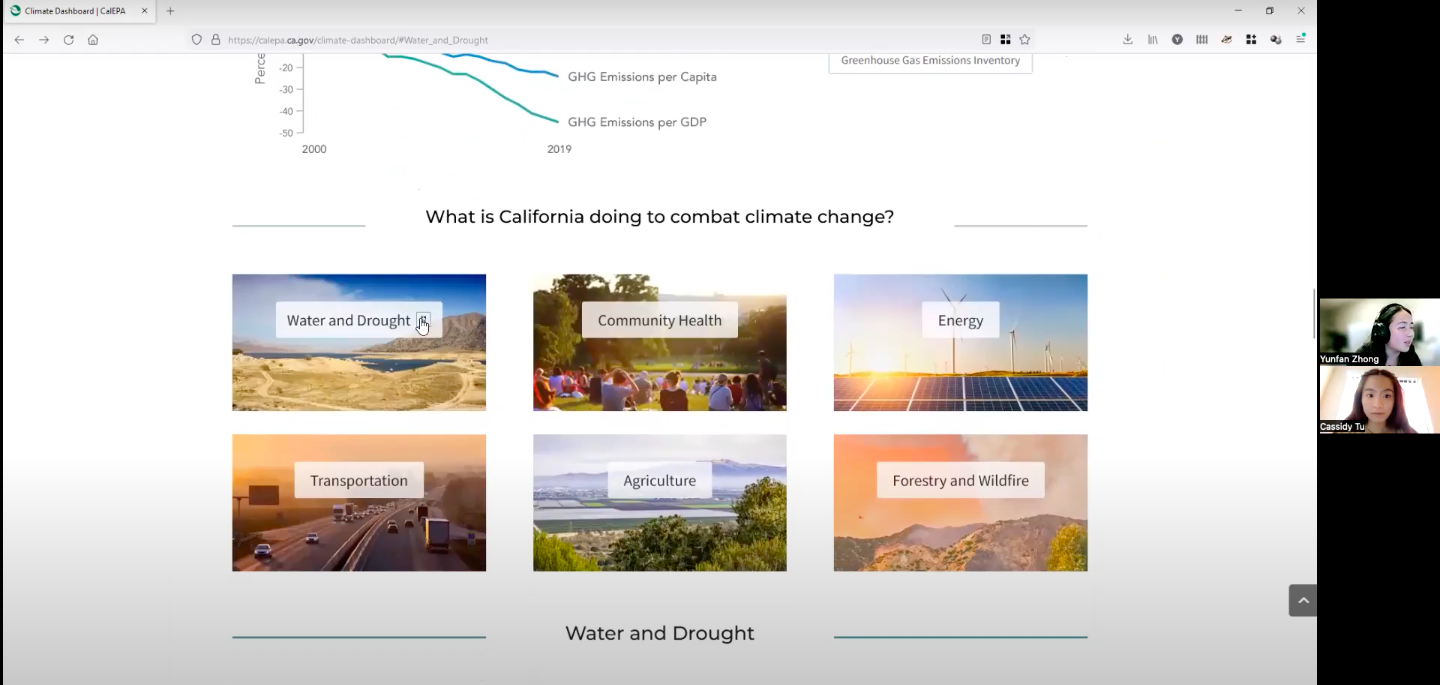 Climate Dashboard | CalEPA
https://calepa.ca.gov/climate-dashboard/#Water_and_Drought
Perce
-20
-30
-40
-50
2000
2019
GHG Emissions per Capita
GHG Emissions per GDP
Greenhouse Gas Emissions Inventory
What is California doing to combat climate change?
Water and Drought
Community Health
Energy
Transportation
Agriculture
Forestry and Wildfire
Water and Drought
Yunfan Zhong
Cassidy Tu